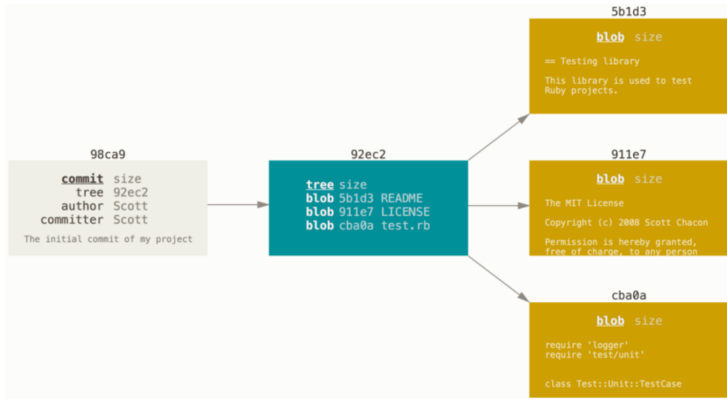 98ca9
commit size
tree 92ec2
author Scott
committer Scott
The initial commit of my project
92ec2
tree size
blob 5b1d3 README
blob 911e7 LICENSE
blob cba0a test.rb
5b1d3
blob size
== Testing library
This library is used to test
Ruby projects.
911e7
blob size
The MIT License
Copyright (c) 2008 Scott Chacon
Permission is hereby granted,
free of charge, to any person
cba0a
blob size
require 'logger'
require 'test/unit'
class Test::Unit::TestCase